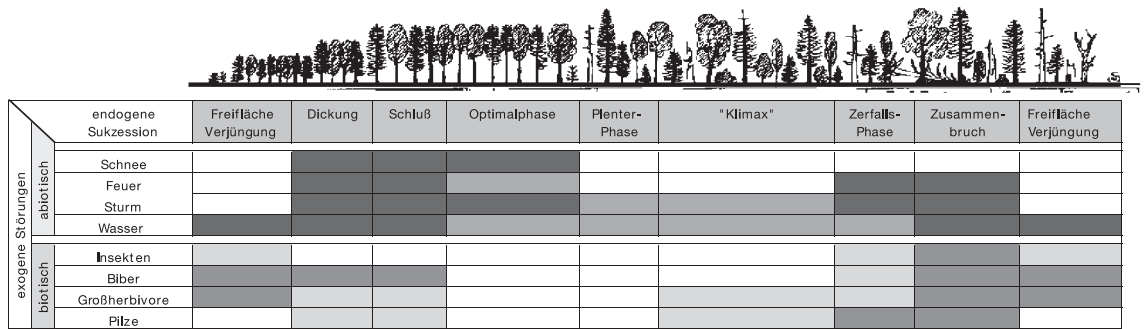 endogene Sukzession
Freifläche Verjüngung
Dickung
Schluß
Optimalphase
Plenter-Phase
"Klimax"
Zerfalls-Phase
Zusammen-bruch
Freifläche Verjüngung
exogene Störungen
abiotisch
Schnee
Feuer
Sturm
Wasser
biotisch
Insekten
Biber
Großherbivore
Pilze